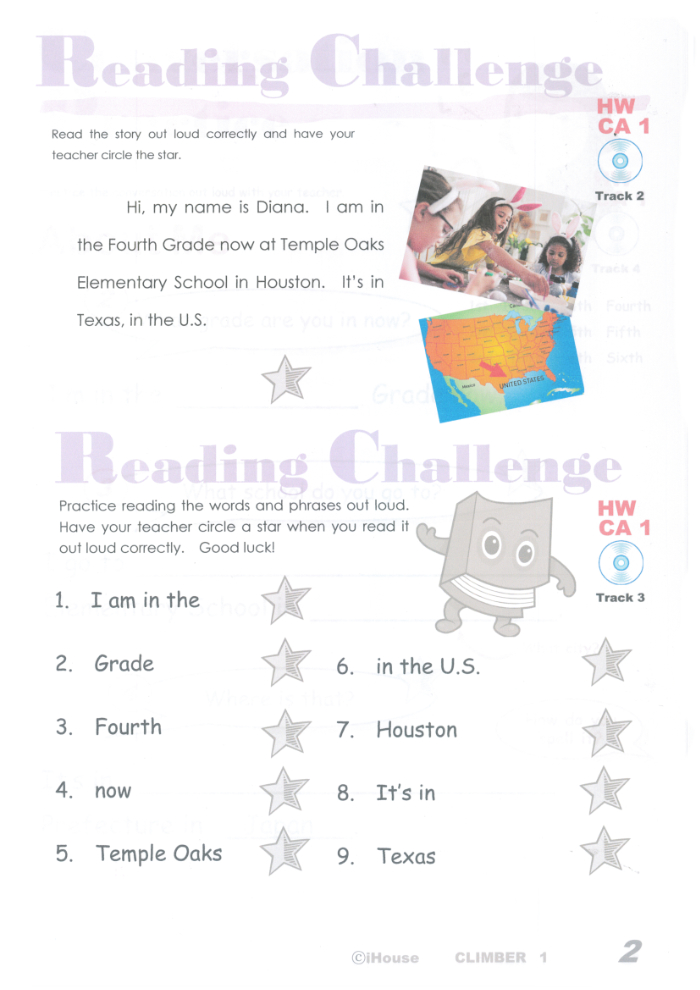 Reading Challenge
HW
CA 1
Read the story out loud correctly and have your
teacher circle the star.
Track 2
Hi, my name is Diana. I am in
the Fourth Grade now at Temple Oaks
Elementary School in Houston. It's in
Texas, in the U.S.
Mexico
UNITED STATES
Reading Challenge
Practice reading the words and phrases out loud.
Have your teacher circle a star when you read it
out loud correctly. Good luck!
HW
CA 1
Track 3
1. I am in the
2. Grade
3. Fourth
4. now
5. Temple Oaks
6. in the U.S.
7. Houston
8. It's in
9. Texas
©iHouse CLIMBER 1 2